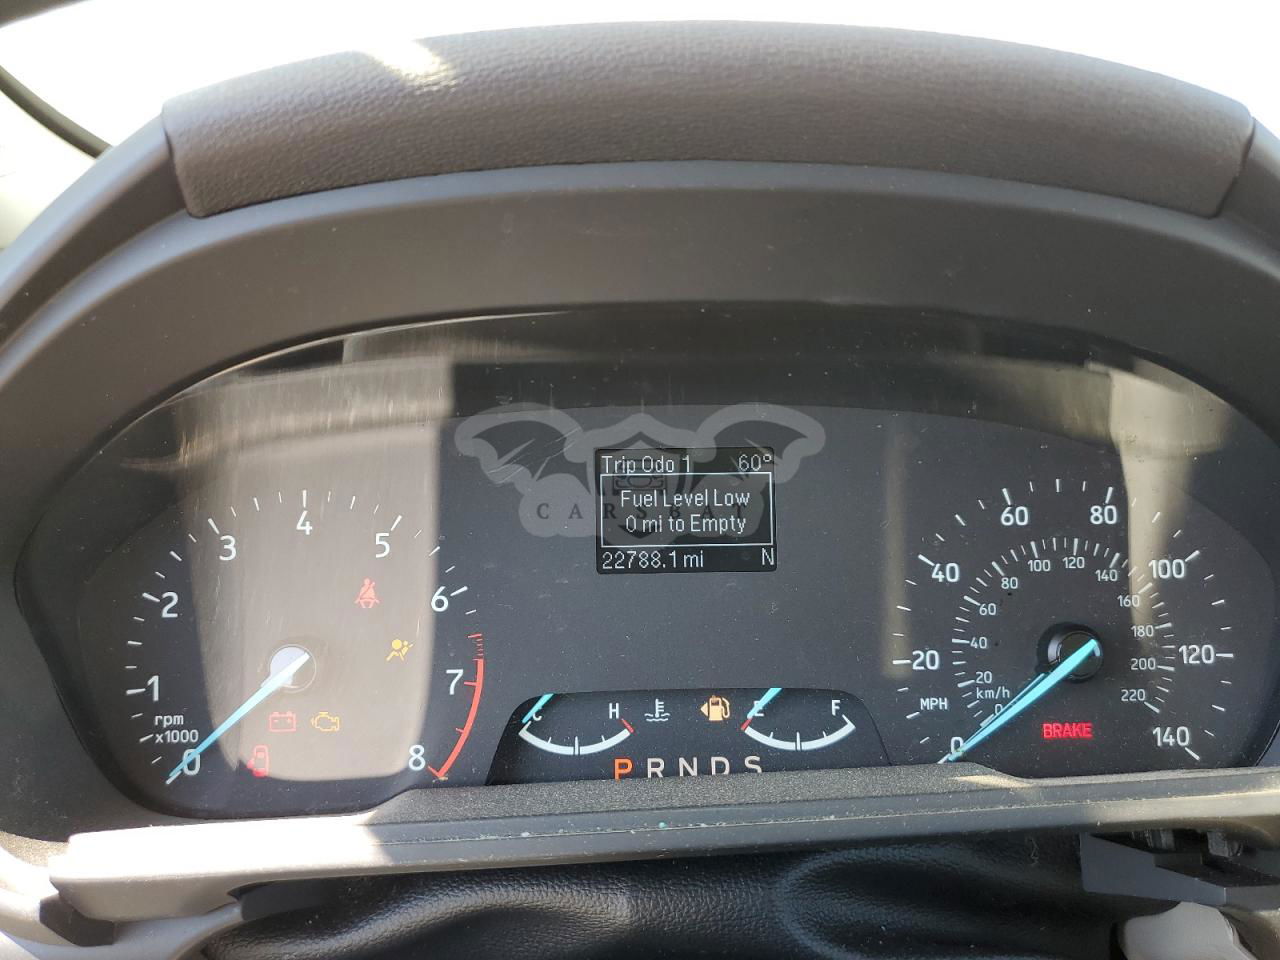 Trip Odo 1 60°
Fuel Level Low
0 mi to Empty
22788.1 mi N
CARSBAT
0 1 2 3 4 5 6 7 8
rpm
x1000
C H
E F
P R N D S
0 20 40 60 80 100 120 140
MPH
km/h
0 20 40 60 80 100 120 140 160 180 200 220
BRAKE